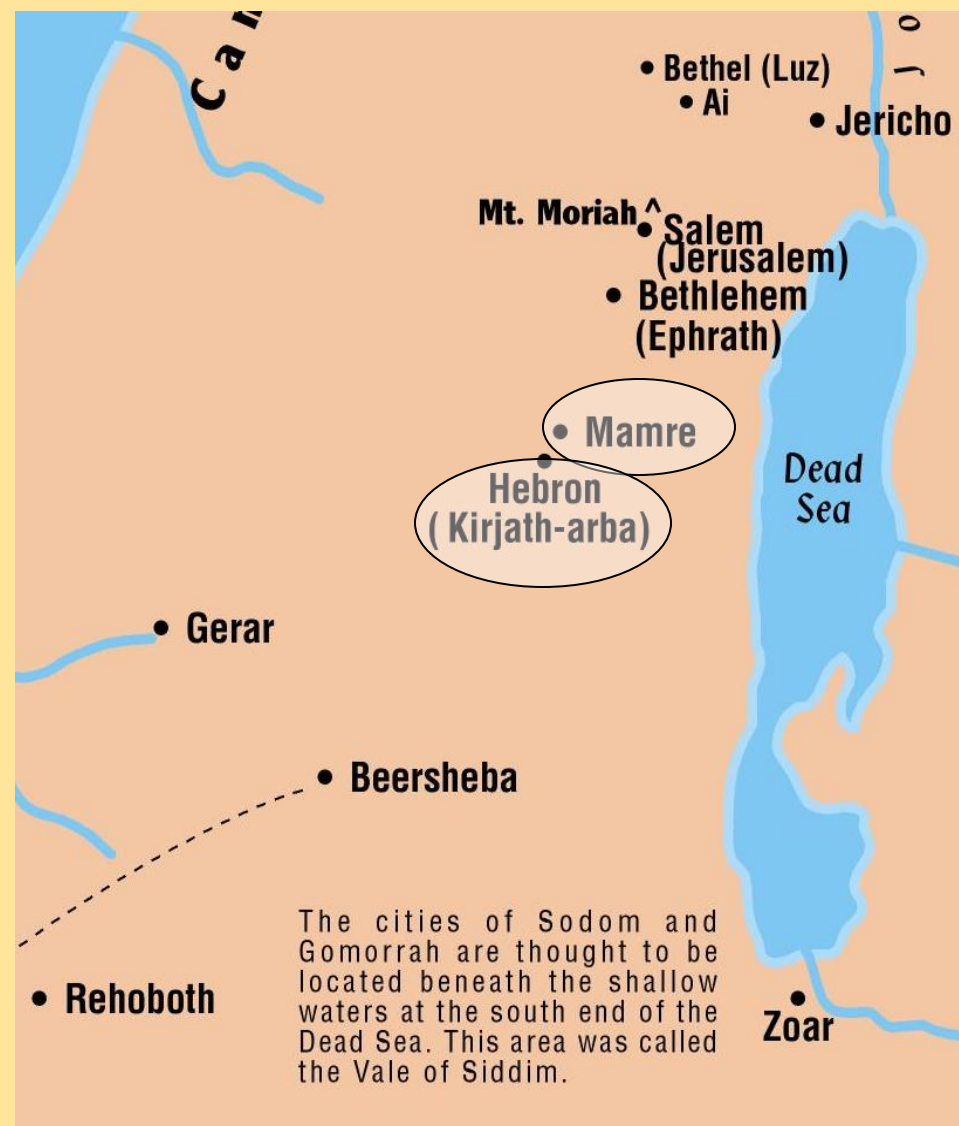 Can
Jo
• Bethel (Luz)
• Ai
• Jericho
Mt. Moriah ^
• Salem
(Jerusalem)
• Bethlehem
(Ephrath)
• Mamre
• Hebron
( Kirjath-arba)
Dead
Sea
• Gerar
• Beersheba
The cities of Sodom and
Gomorrah are thought to be
located beneath the shallow
waters at the south end of the
Dead Sea. This area was called
the Vale of Siddim.
• Rehoboth
• Zoar